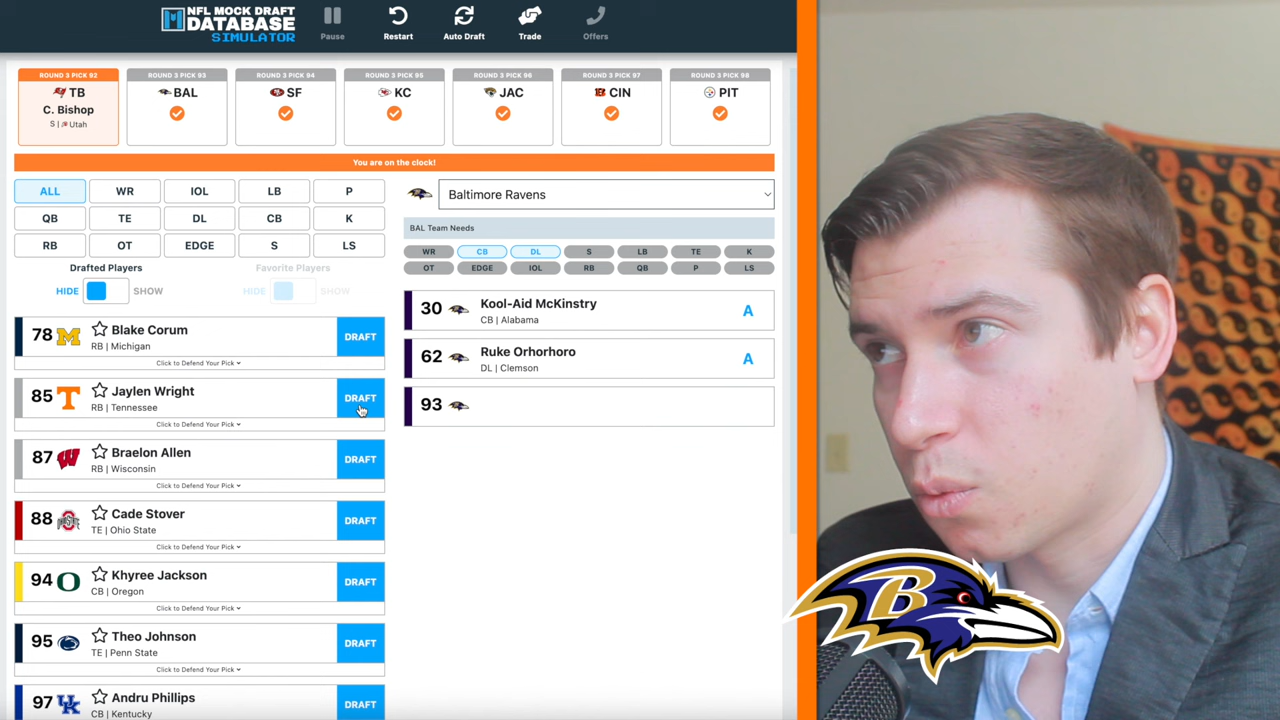 NFL MOCK DRAFT
DATABASE
SIMULATOR
Pause
Restart
Auto Draft
Trade
Offers
ROUND 3 PICK 92
TB
C. Bishop
S | Utah
ROUND 3 PICK 93
BAL
ROUND 3 PICK 94
SF
ROUND 3 PICK 95
KC
ROUND 3 PICK 96
JAC
ROUND 3 PICK 97
CIN
ROUND 3 PICK 98
PIT
You are on the clock!
ALL WR IOL LB P
QB TE DL CB K
RB OT EDGE S LS
Drafted Players
HIDE SHOW
Favorite Players
HIDE SHOW
78 Blake Corum DRAFT
RB | Michigan
Click to Defend Your Pick
85 Jaylen Wright DRAFT
RB | Tennessee
Click to Defend Your Pick
87 Braelon Allen DRAFT
RB | Wisconsin
Click to Defend Your Pick
88 Cade Stover DRAFT
TE | Ohio State
Click to Defend Your Pick
94 Khyree Jackson DRAFT
CB | Oregon
Click to Defend Your Pick
95 Theo Johnson DRAFT
TE | Penn State
Click to Defend Your Pick
97 Andru Phillips DRAFT
CB | Kentucky
Baltimore Ravens
BAL Team Needs
WR CB DL S LB TE K
OT EDGE IOL RB QB P LS
30 Kool-Aid McKinstry A
CB | Alabama
62 Ruke Orhorhoro A
DL | Clemson
93
B